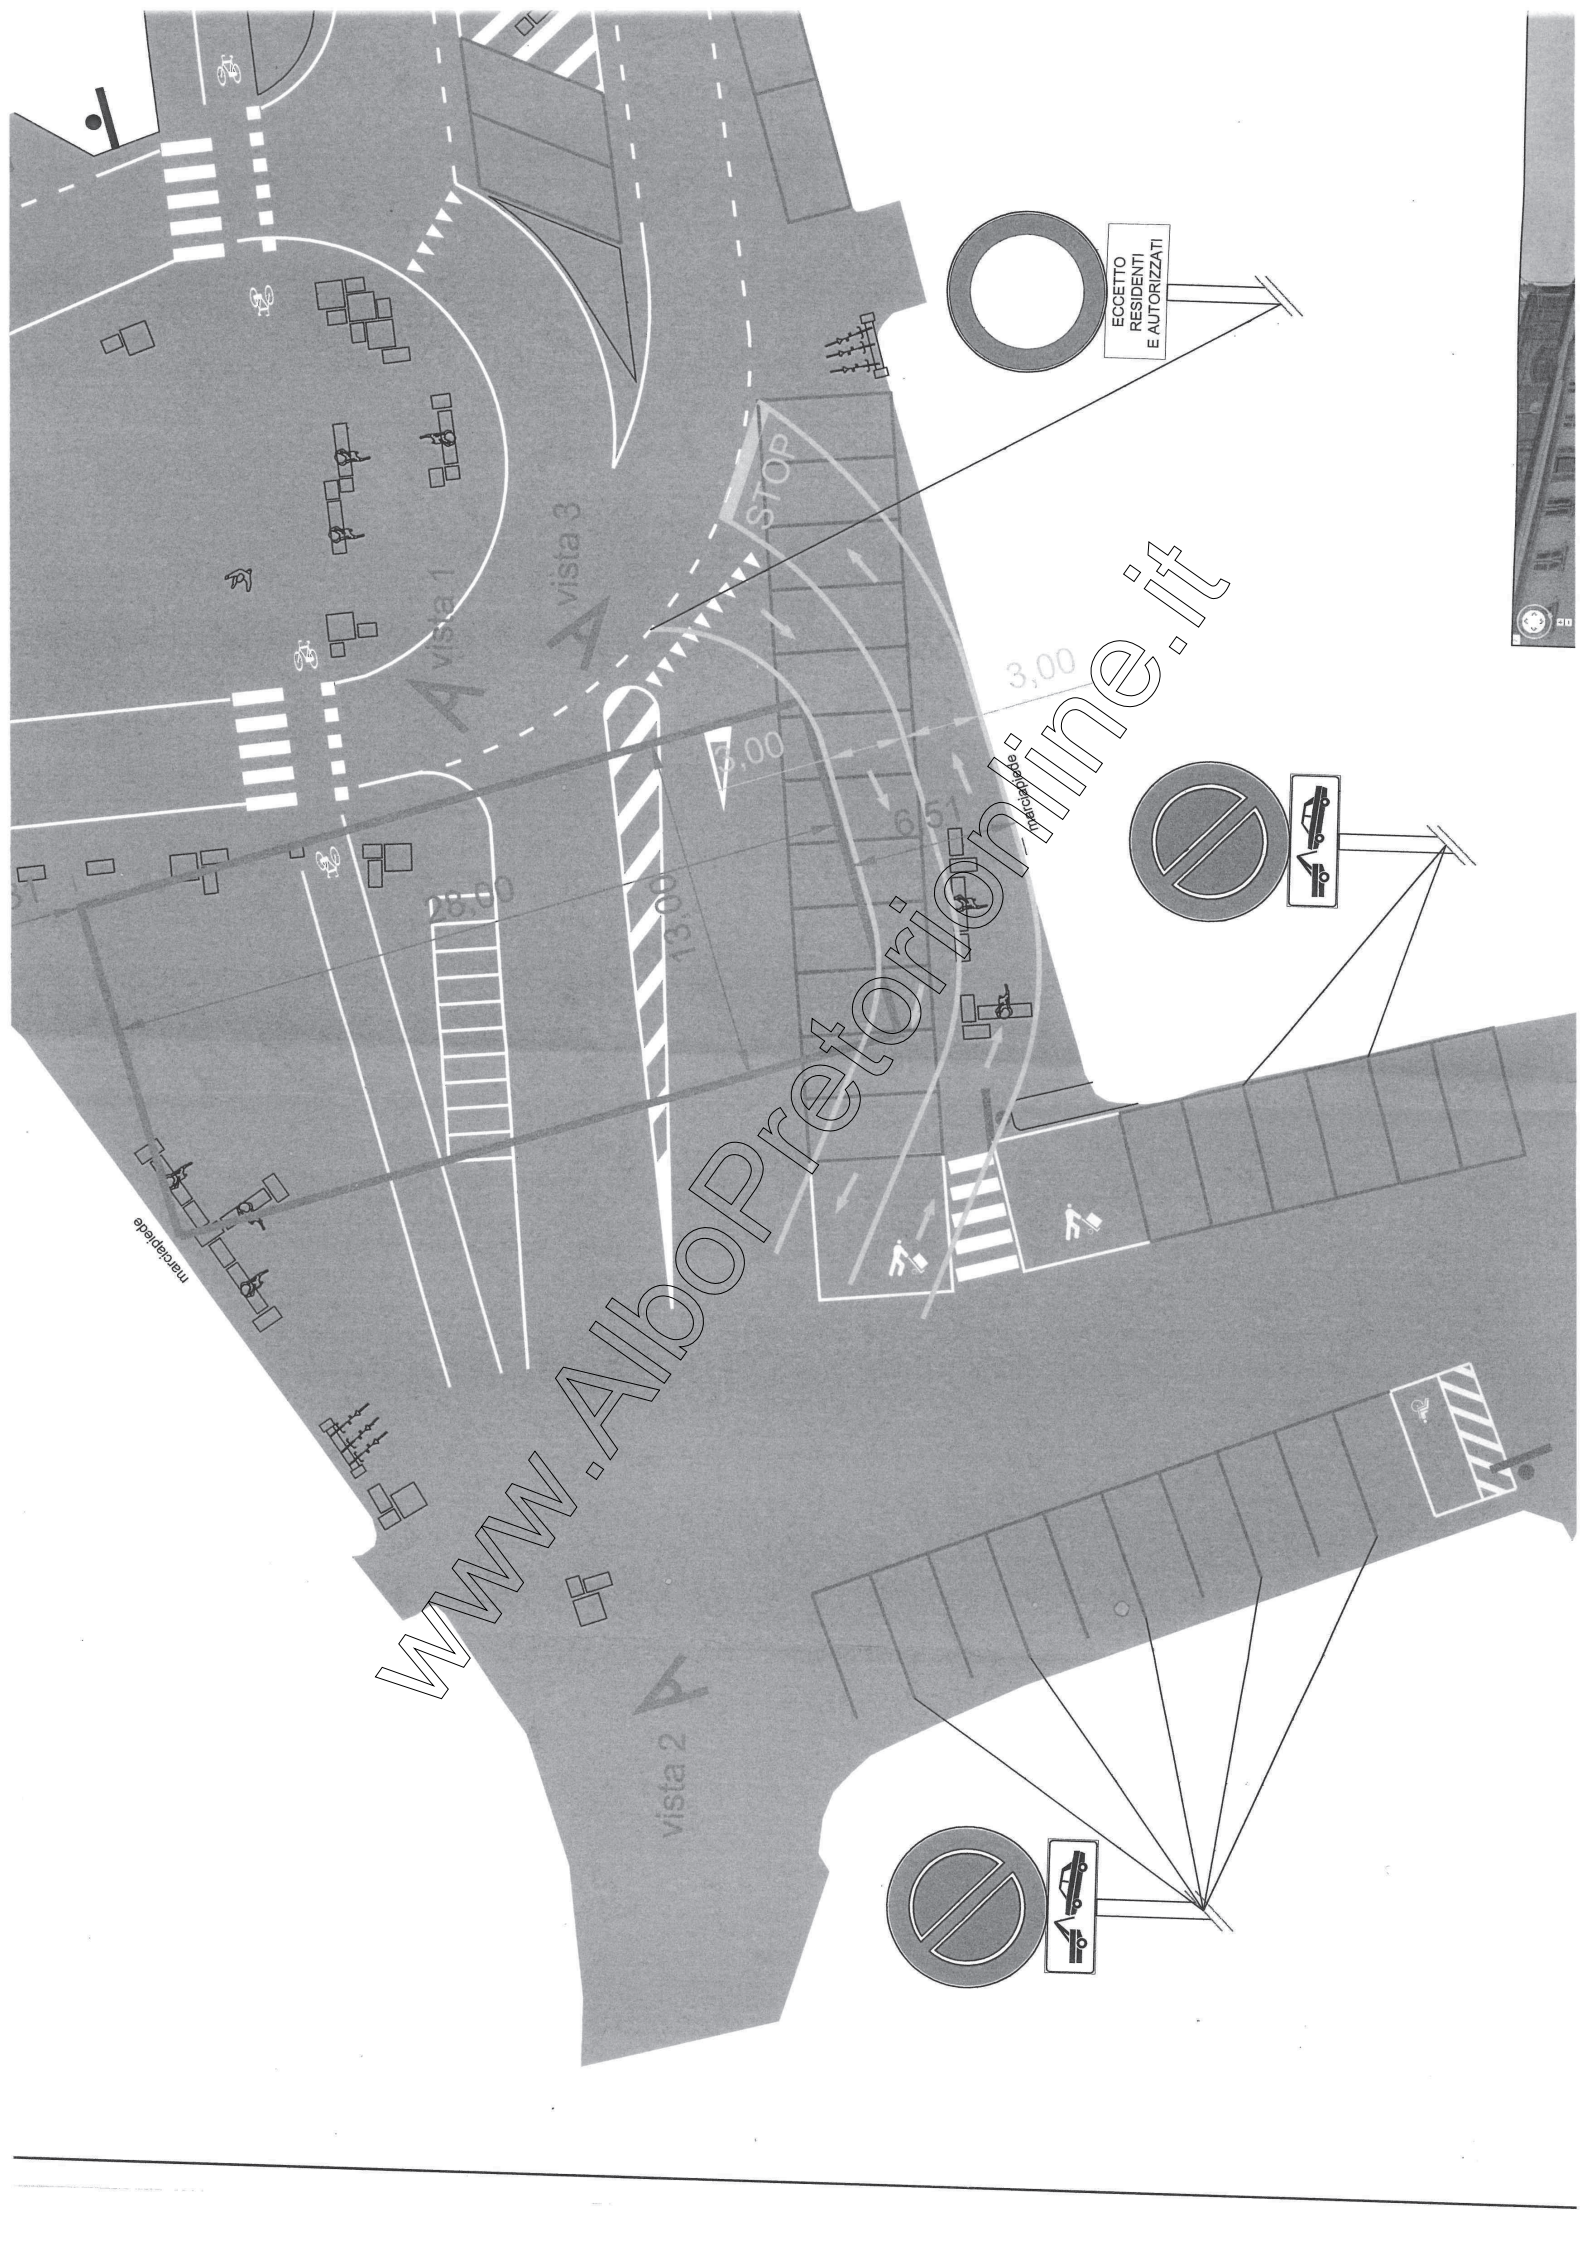 ECCETTO
RESIDENTI
E AUTORIZZATI
STOP
vista 1
vista 3
3,00
3,00
marciapiede
6,51
28,00
13,00
marciapiede
vista 2
www.AlboPretorionline.it